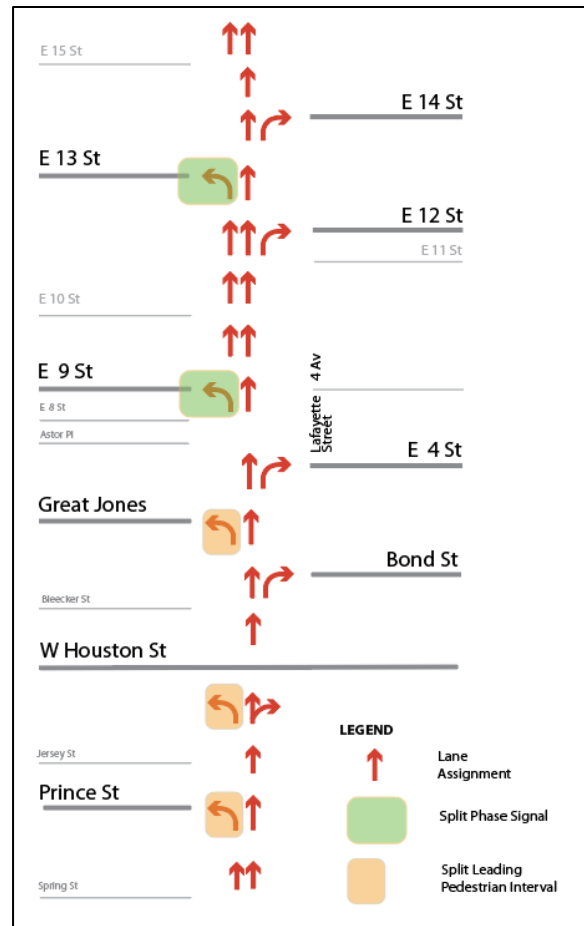 E 15 St
E 14 St
E 13 St
E 12 St
E 11 St
E 10 St
E 9 St
4 Av
E 8 St
Lafayette
Street
Astor Pl
E 4 St
Great Jones
Bond St
Bleecker St
W Houston St
LEGEND
Jersey St
Lane
Assignment
Prince St
Split Phase Signal
Split Leading
Pedestrian Interval
Spring St